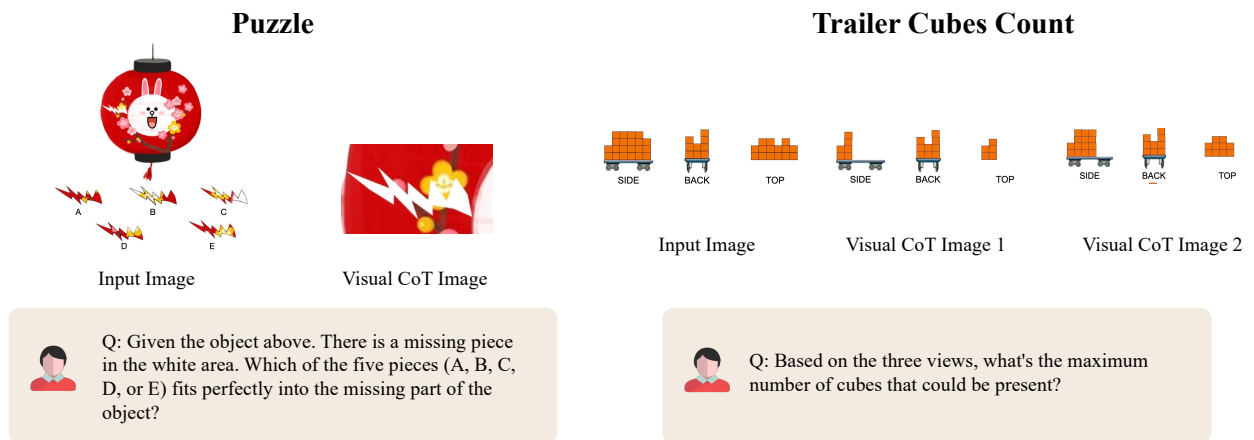 Puzzle
A
B
C
D
E
Input Image
Visual CoT Image
Q: Given the object above. There is a missing piece
in the white area. Which of the five pieces (A, B, C,
D, or E) fits perfectly into the missing part of the
object?
Trailer Cubes Count
SIDE
BACK
TOP
SIDE
BACK
TOP
SIDE
BACK
TOP
Input Image
Visual CoT Image 1
Visual CoT Image 2
Q: Based on the three views, what's the maximum
number of cubes that could be present?